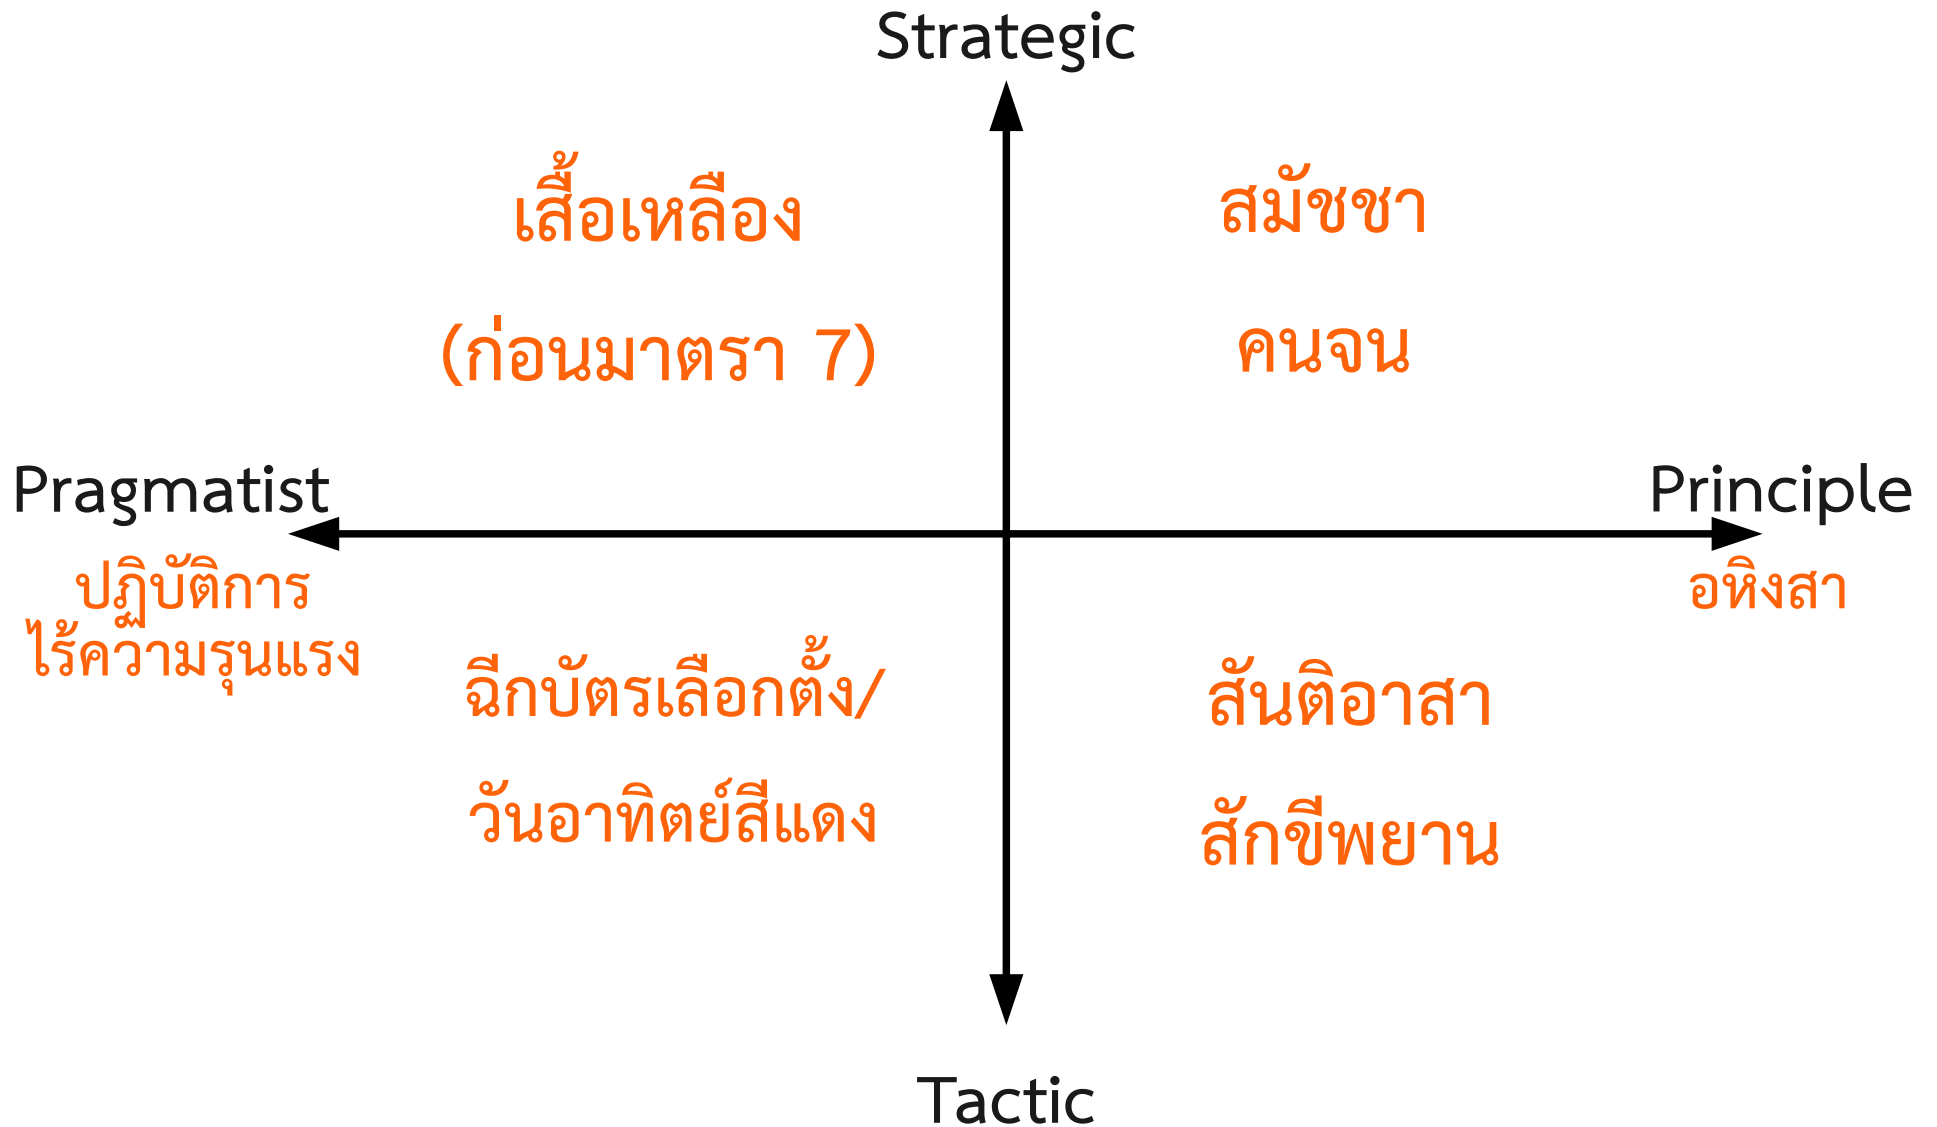 Strategic
เสื้อเหลือง
(ก่อนมาตรา 7)
สมัชชา
คนจน
Pragmatist
ปฏิบัติการ
ไร้ความรุนแรง
Principle
อหิงสา
ฉีกบัตรเลือกตั้ง/
วันอาทิตย์สีแดง
สันติอาสา
สักขีพยาน
Tactic